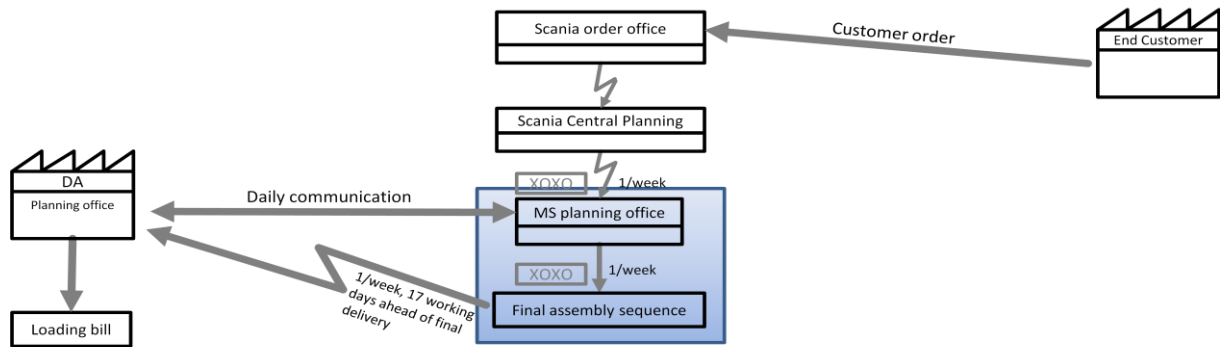 Scania order office
Customer order
End Customer
Scania Central Planning
XOXO
1/week
DA
Planning office
Daily communication
MS planning office
XOXO
1/week
1/week, 17 working
days ahead of final
delivery
Final assembly sequence
Loading bill